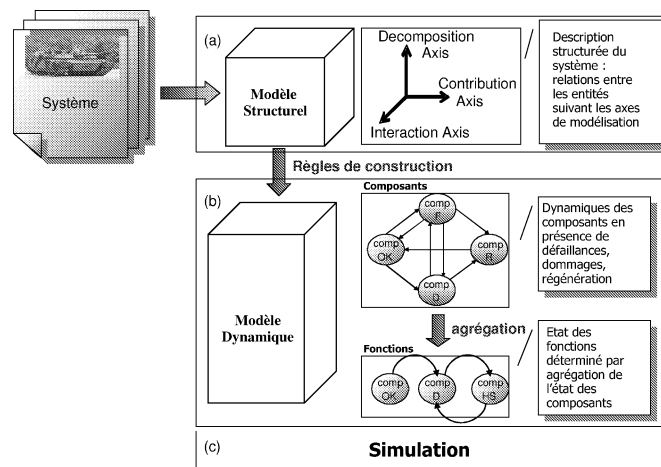 Système
(a)
Modèle
Structurel
Decomposition
Axis
Contribution
Axis
Interaction Axis
Description
structurée du
système :
relations entre
les entités
suivant les axes
de modélisation
Règles de construction
(b)
Modèle
Dynamique
Composants
comp
F
comp
OK
comp
R
comp
D
Dynamiques des
composants en
présence de
défaillances,
dommages,
régénération
agrégation
Fonctions
comp
OK
comp
D
comp
HS
Etat des
fonctions
déterminé par
agrégation de
l'état des
composants
(c)
Simulation